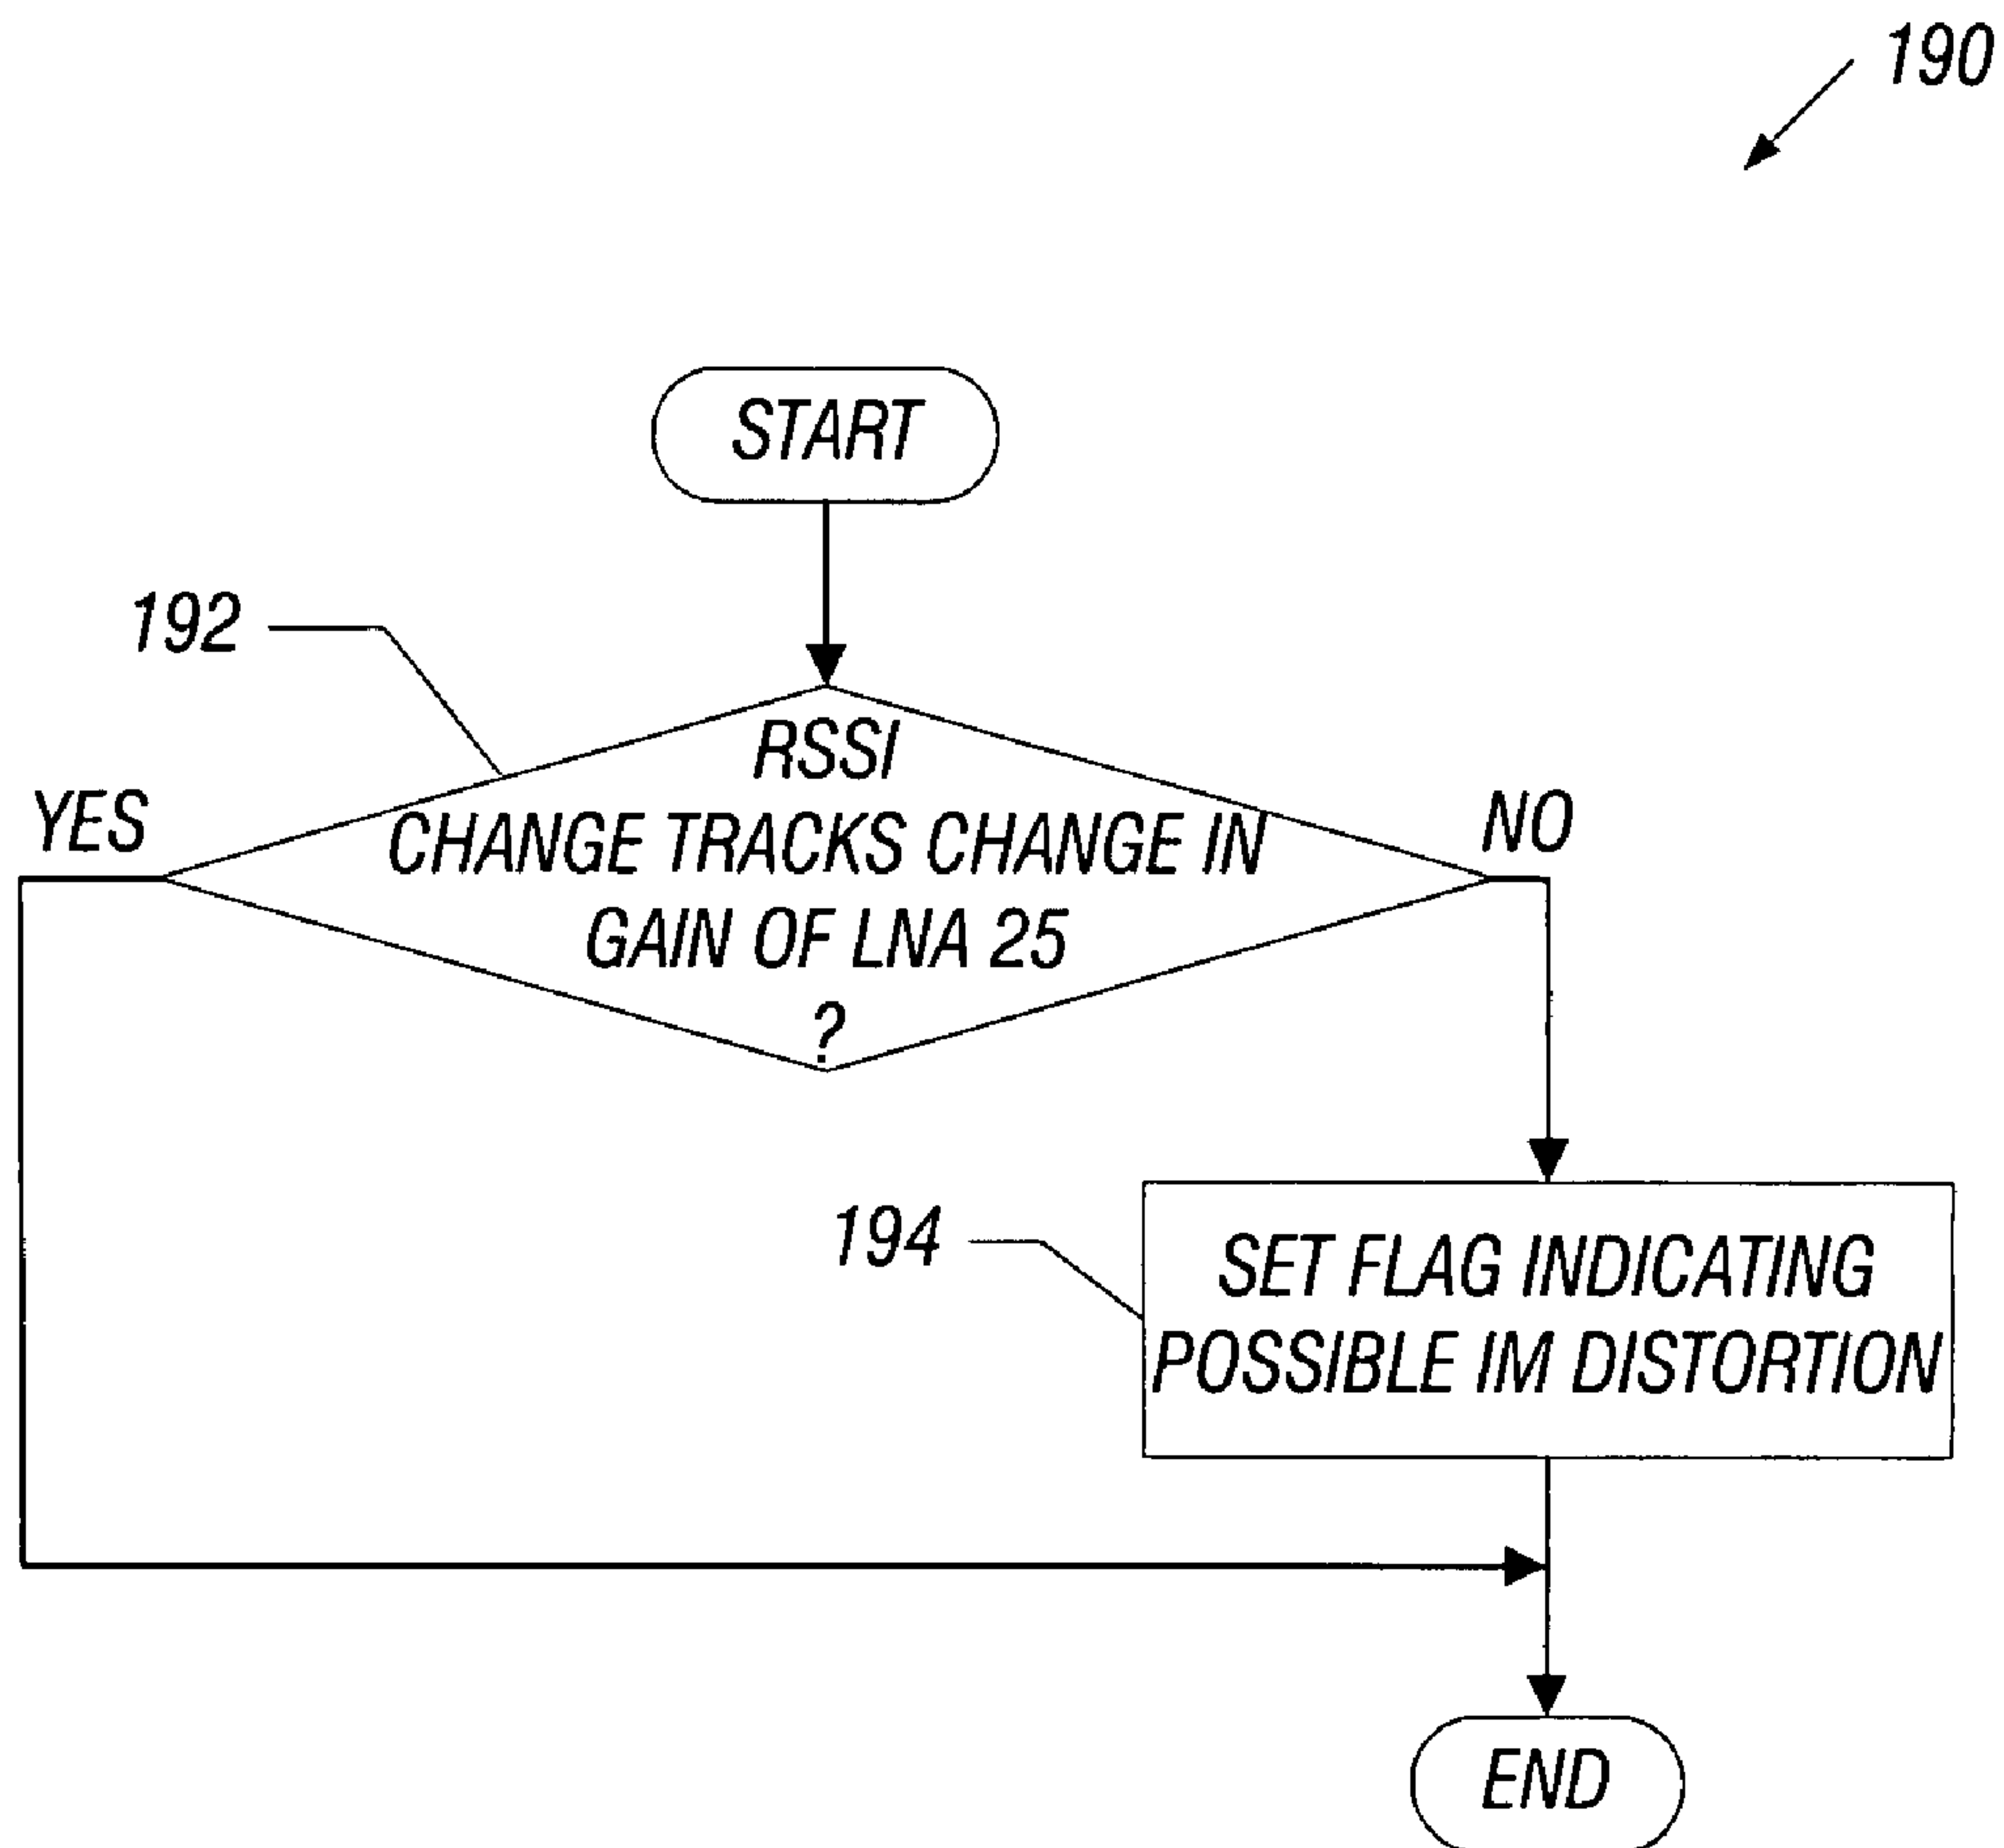 190
START
192
RSSI
YES
CHANGE TRACKS CHANGE IN
NO
GAIN OF LNA 25
?
194
SET FLAG INDICATING
POSSIBLE IM DISTORTION
END